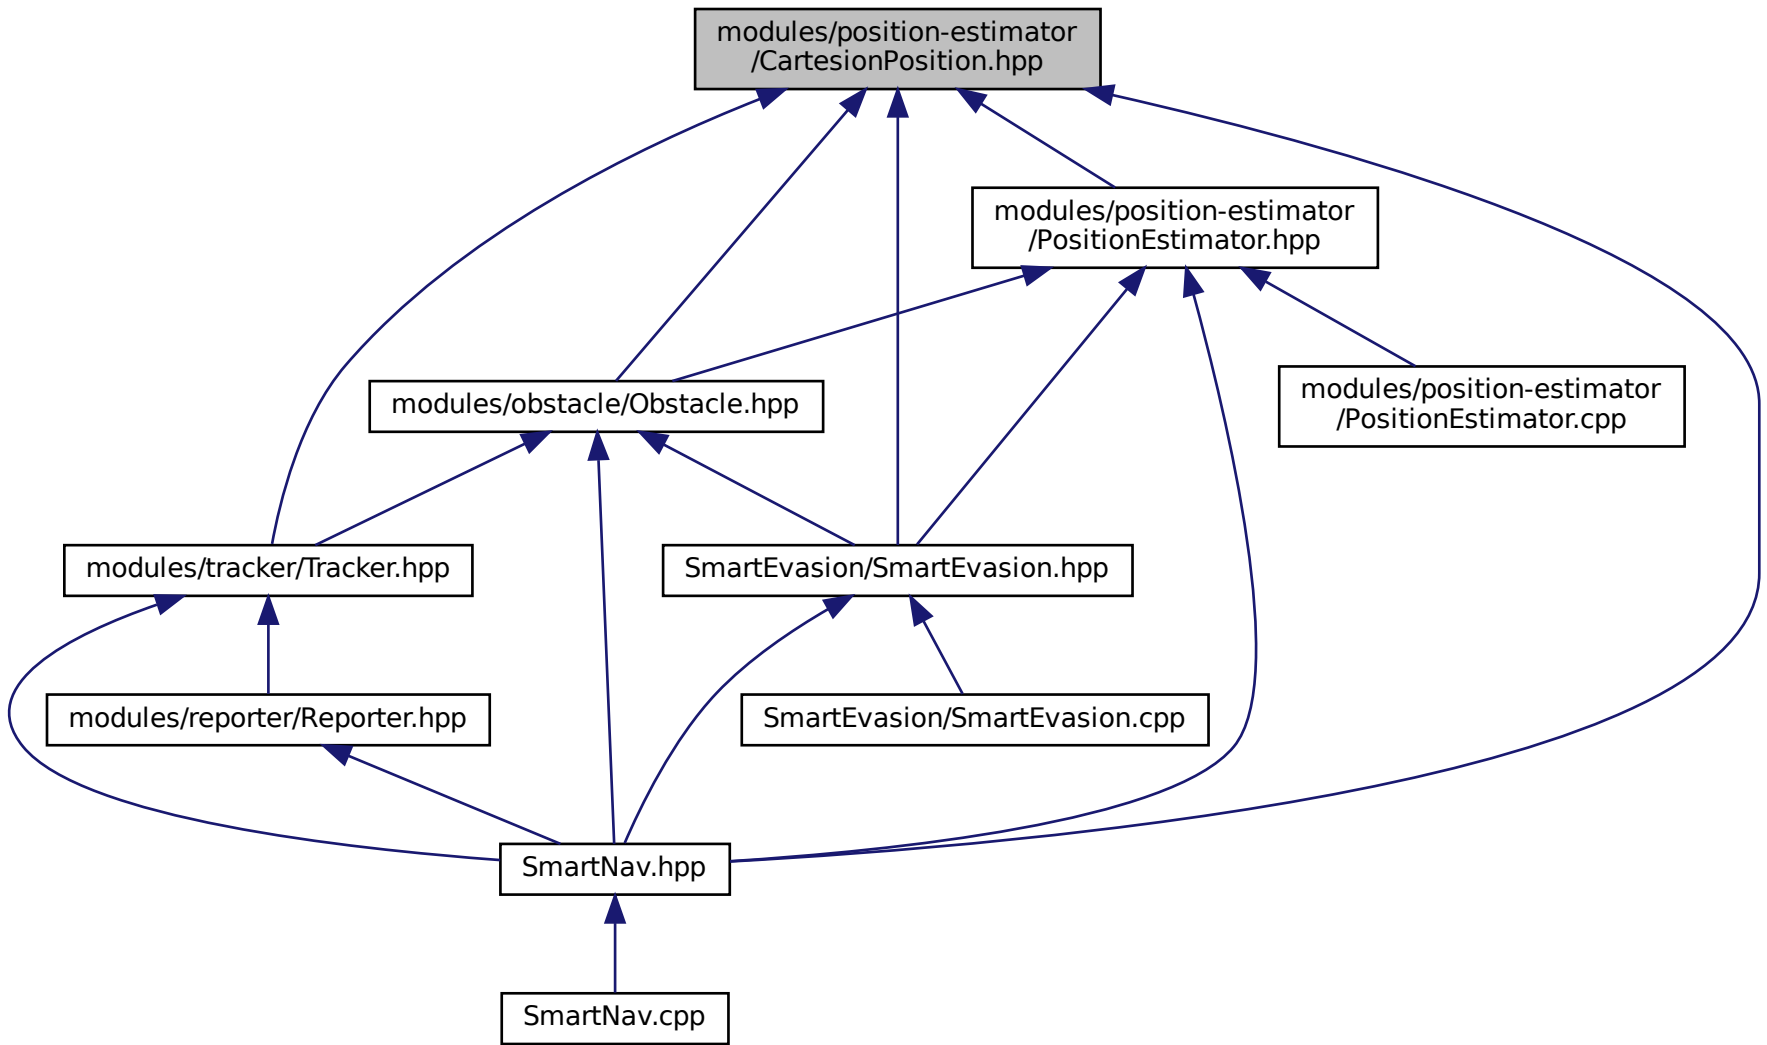 modules/position-estimator
/CartesionPosition.hpp
modules/position-estimator
/PositionEstimator.hpp
modules/obstacle/Obstacle.hpp
modules/position-estimator
/PositionEstimator.cpp
modules/tracker/Tracker.hpp
SmartEvasion/SmartEvasion.hpp
modules/reporter/Reporter.hpp
SmartEvasion/SmartEvasion.cpp
SmartNav.hpp
SmartNav.cpp